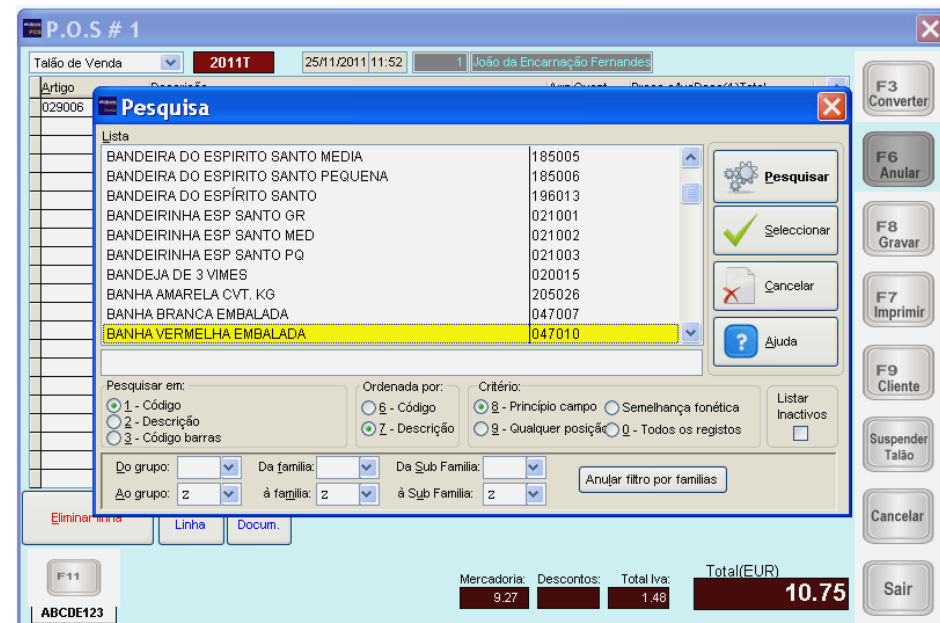 P.O.S # 1
Talão de Venda 2011T 25/11/2011 11:52 1 João da Encarnação Fernandes
Artigo
029006
Pesquisa
Lista
BANDEIRA DO ESPIRITO SANTO MEDIA 185005
BANDEIRA DO ESPIRITO SANTO PEQUENA 185006
BANDEIRA DO ESPÍRITO SANTO 196013
BANDEIRINHA ESP SANTO GR 021001
BANDEIRINHA ESP SANTO MED 021002
BANDEIRINHA ESP SANTO PQ 021003
BANDEJA DE 3 VIMES 020015
BANHA AMARELA CVT. KG 205026
BANHA BRANCA EMBALADA 047007
BANHA VERMELHA EMBALADA 047010
Pesquisar
Seleccionar
Cancelar
Ajuda
Pesquisar em: Ordenada por: Critério:
1 - Código 6 - Código 8 - Princípio campo Semelhança fonética
2 - Descrição 7 - Descrição 9 - Qualquer posição 0 - Todos os registos
3 - Código barras
Listar
Inactivos
Do grupo: Da familia: Da Sub Familia:
Ao grupo: z à familia: z à Sub Familia: z
Anular filtro por familias
Eliminar linha
Linha
Docum.
F11
ABCDE123
Mercadoria: Descontos: Total Iva: Total(EUR)
9.27 1.48 10.75
F3
Converter
F6
Anular
F8
Gravar
F7
Imprimir
F9
Cliente
Suspender
Talão
Cancelar
Sair